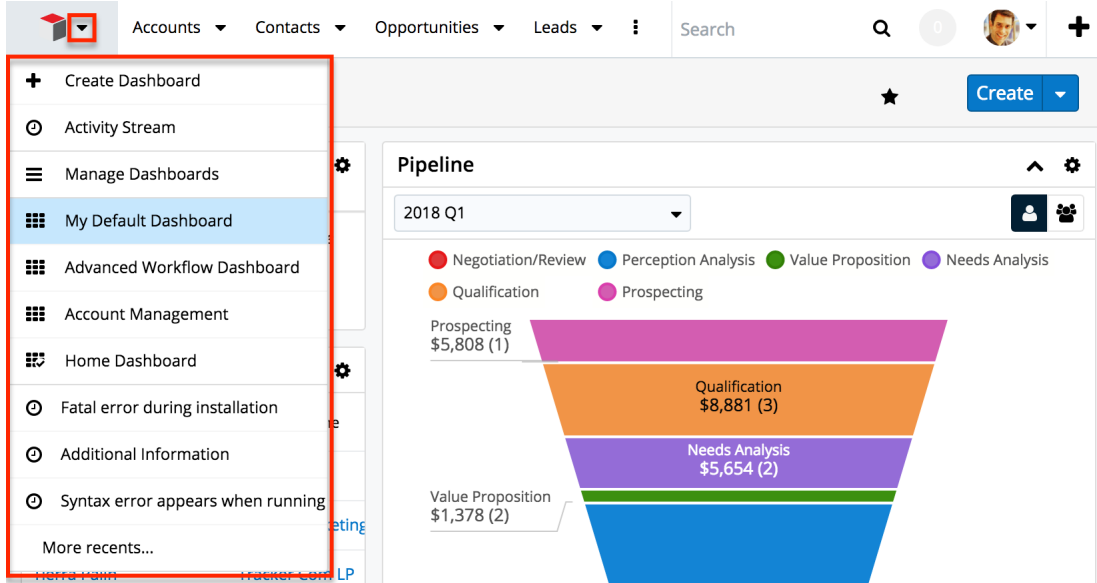 Accounts Contacts Opportunities Leads Search 0
Create Dashboard
Activity Stream
Manage Dashboards
My Default Dashboard
Advanced Workflow Dashboard
Account Management
Home Dashboard
Fatal error during installation
Additional Information
Syntax error appears when running
More recents...
Create
Pipeline
2018 Q1
Negotiation/Review Perception Analysis Value Proposition Needs Analysis
Qualification Prospecting
Prospecting
$5,808 (1)
Qualification
$8,881 (3)
Needs Analysis
$5,654 (2)
Value Proposition
$1,378 (2)
Tracker Com LP